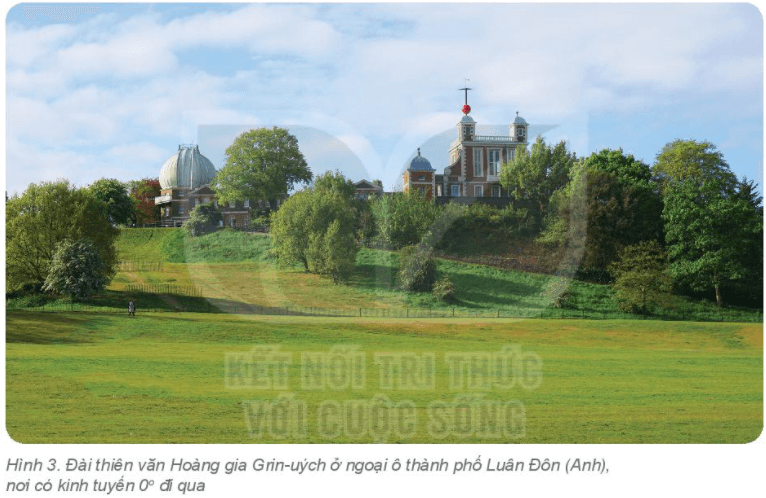 KẾT NỐI TRI THỨC
VỚI CUỘC SỐNG
Hình 3. Đài thiên văn Hoàng gia Grin-uých ở ngoại ô thành phố Luân Đôn (Anh),
nơi có kinh tuyến 0° đi qua